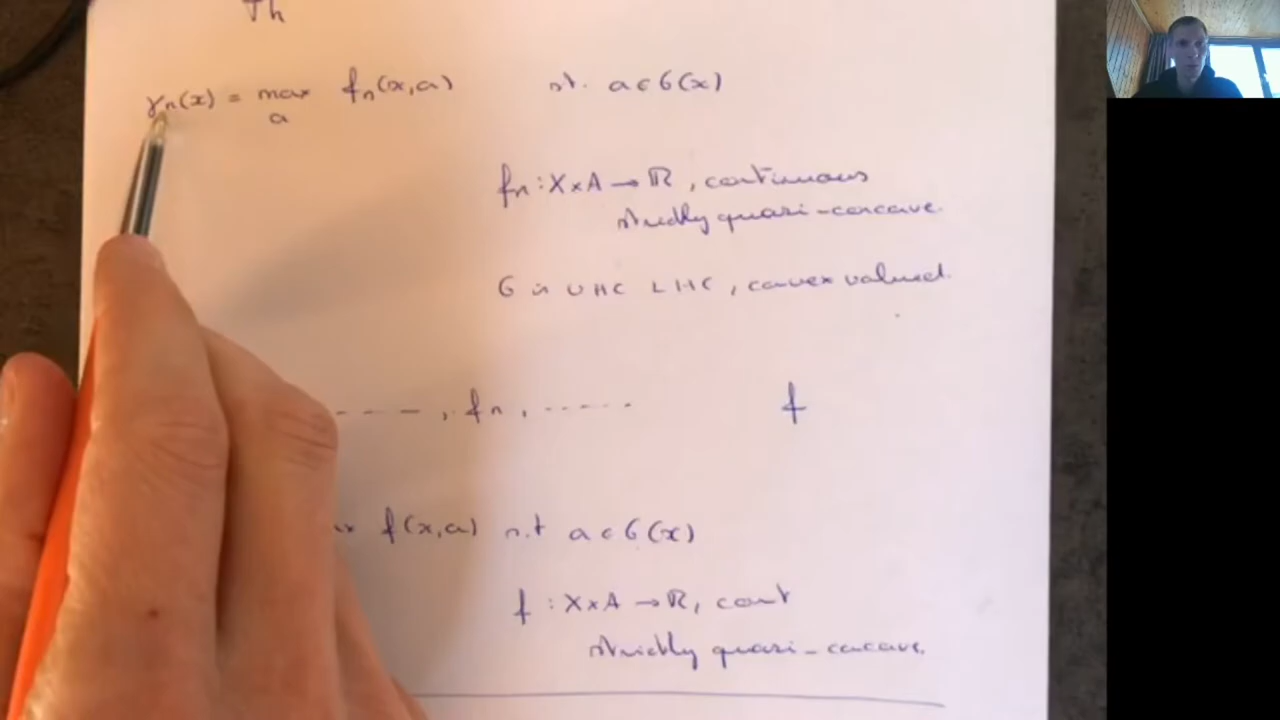 Th
γn(x) = max fn(x,a) st. a ∈ G(x)
a
fn : X×A → ℝ, continuous
strictly quasi-concave.
G is UHC LHC, convex valued.
----, fn, ----- f
f(x,a) s.t a ∈ G(x)
f : X×A → ℝ, cont
strictly quasi-concave.